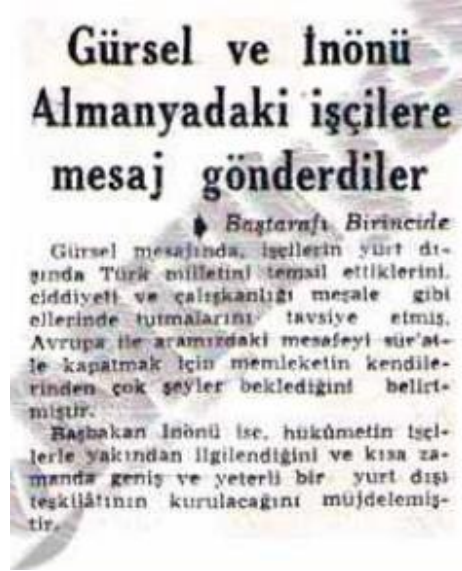 Gürsel ve İnönü
Almanyadaki işçilere
mesaj gönderdiler
Baştarafı Birincide
Gürsel mesajında, işçilerin yurt dı-
şında Türk milletini temsil ettiklerini,
ciddiyeti ve çalışkanlığı meşale gibi
ellerinde tutmalarını tavsiye etmiş,
Avrupa ile aramızdaki mesafeyi sür'at-
le kapatmak için memleketin kendile-
rinden çok şeyler beklediğini belirt-
miştir.
Başbakan İnönü ise, hükûmetin işçi-
lerle yakından ilgilendiğini ve kısa za-
manda geniş ve yeterli bir yurt dışı
teşkilâtının kurulacağını müjdelemiş-
tir.